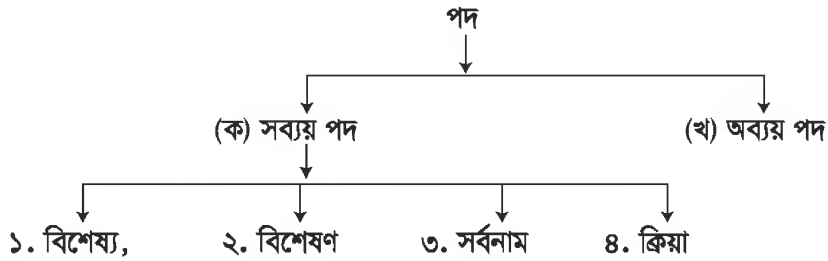 পদ
(ক) সব্যয় পদ (খ) অব্যয় পদ
১. বিশেষ্য, ২. বিশেষণ ৩. সর্বনাম ৪. ক্রিয়া